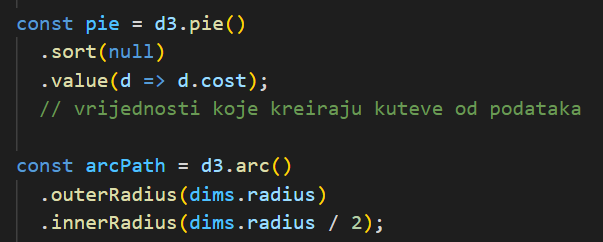 const pie = d3.pie()
.sort(null)
.value(d => d.cost);
// vrijednosti koje kreiraju kuteve od podataka
const arcPath = d3.arc()
.outerRadius(dims.radius)
.innerRadius(dims.radius / 2);